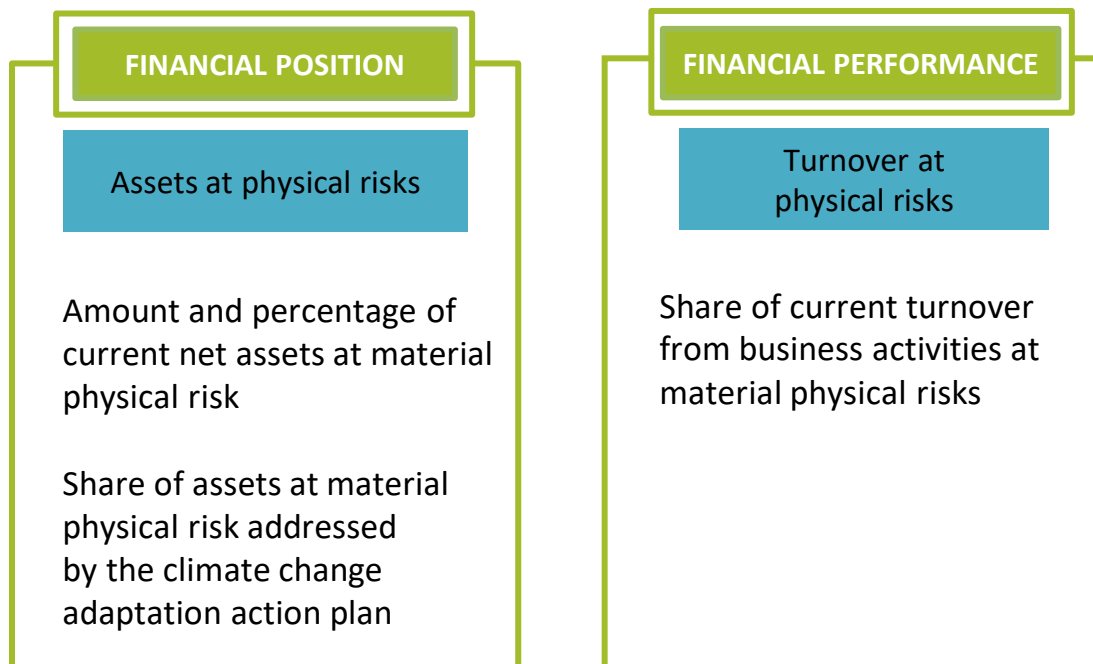 FINANCIAL POSITION
Assets at physical risks
Amount and percentage of
current net assets at material
physical risk
Share of assets at material
physical risk addressed
by the climate change
adaptation action plan
FINANCIAL PERFORMANCE
Turnover at
physical risks
Share of current turnover
from business activities at
material physical risks